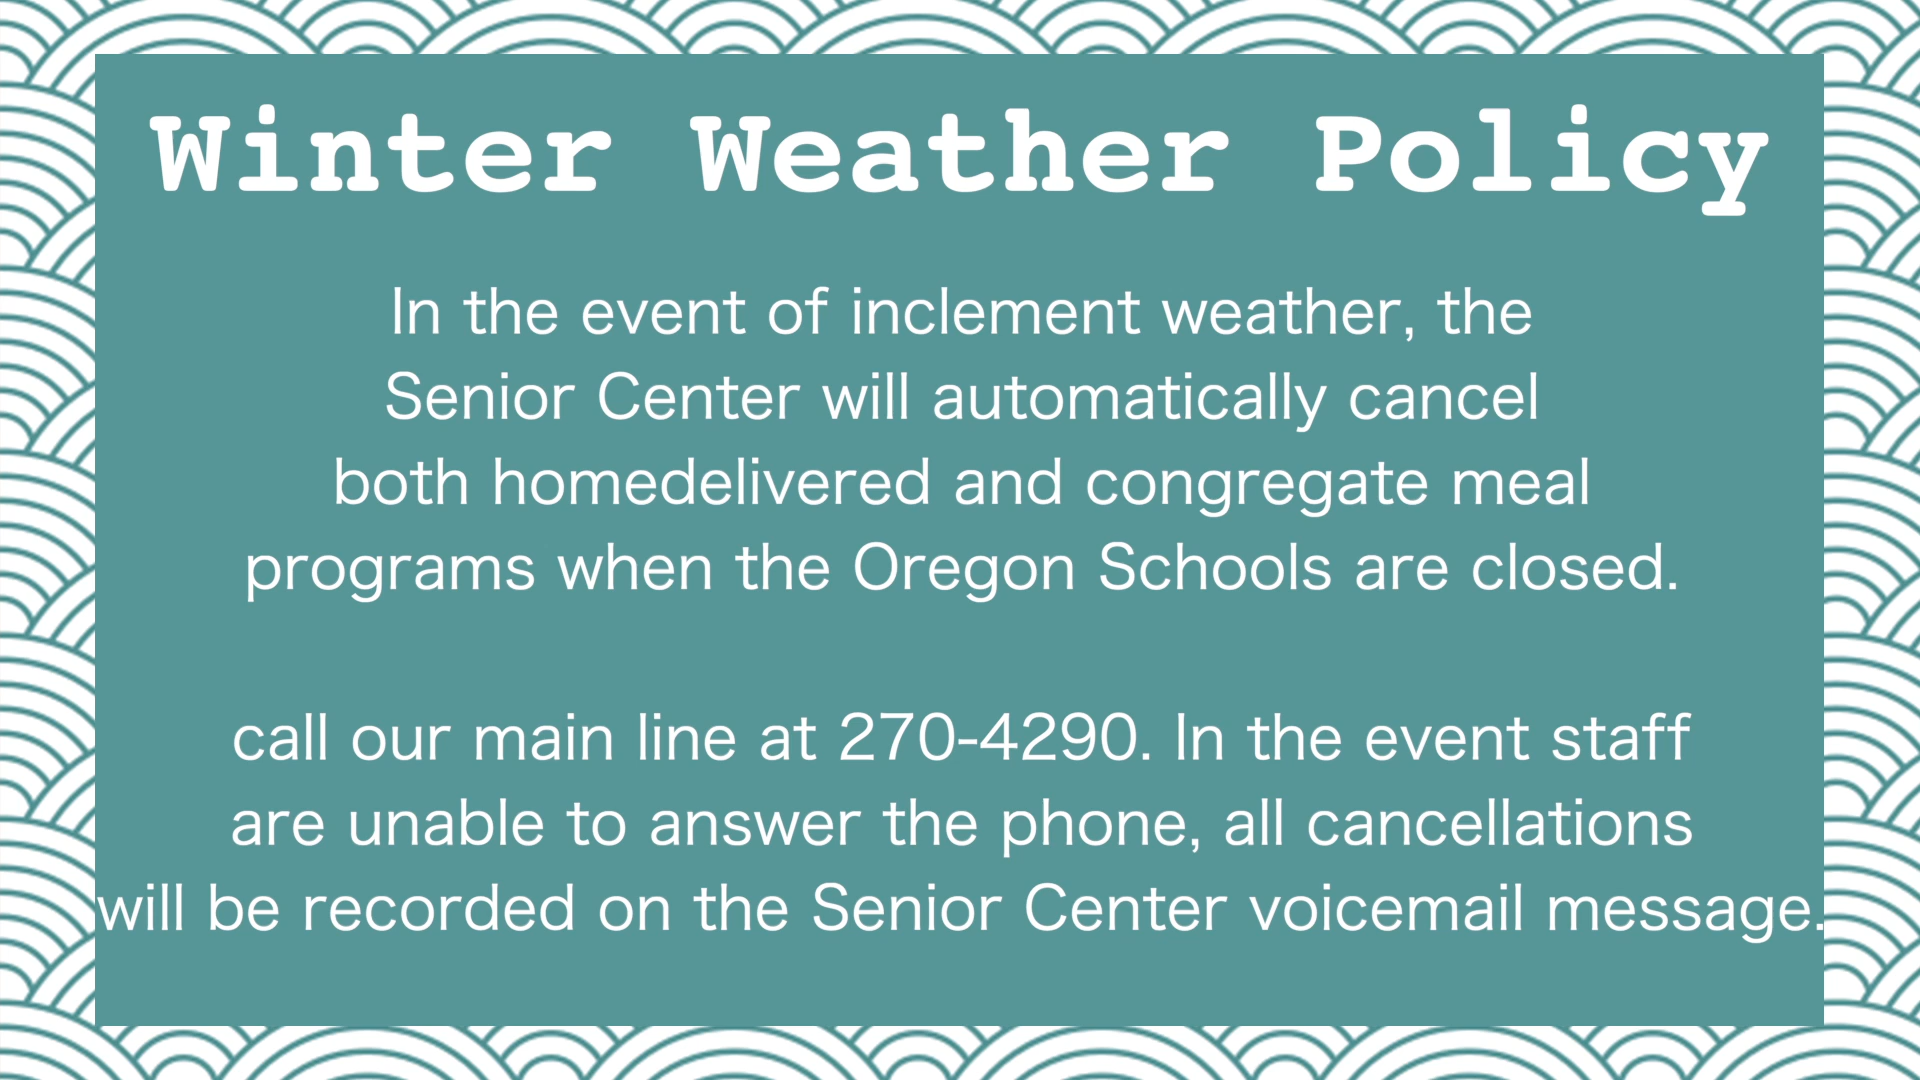 Winter Weather Policy
In the event of inclement weather, the
Senior Center will automatically cancel
both homedelivered and congregate meal
programs when the Oregon Schools are closed.
call our main line at 270-4290. In the event staff
are unable to answer the phone, all cancellations
will be recorded on the Senior Center voicemail message.